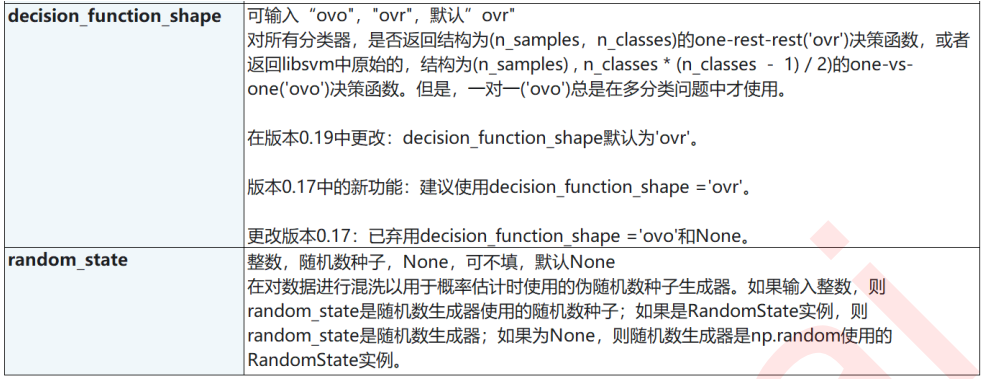 decision_function_shape
可输入“ovo”，"ovr"，默认”ovr"
对所有分类器，是否返回结构为(n_samples，n_classes)的one-rest-rest('ovr')决策函数，或者
返回libsvm中原始的，结构为(n_samples) , n_classes * (n_classes - 1) / 2)的one-vs-
one('ovo')决策函数。但是，一对一('ovo')总是在多分类问题中才使用。
在版本0.19中更改：decision_function_shape默认为'ovr'。
版本0.17中的新功能：建议使用decision_function_shape ='ovr'。
更改版本0.17：已弃用decision_function_shape ='ovo'和None。
random_state
整数，随机数种子，None，可不填，默认None
在对数据进行混洗以用于概率估计时使用的伪随机数种子生成器。如果输入整数，则
random_state是随机数生成器使用的随机数种子；如果是RandomState实例，则
random_state是随机数生成器；如果为None，则随机数生成器是np.random使用的
RandomState实例。